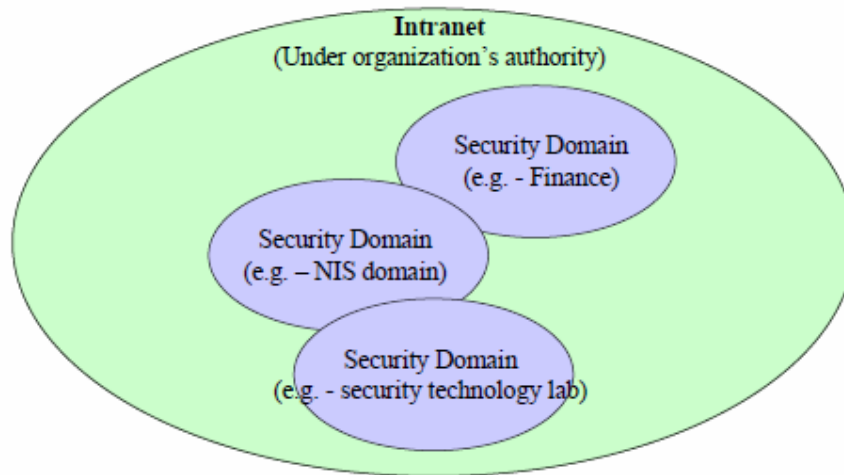 Intranet
(Under organization's authority)
Security Domain
(e.g. - Finance)
Security Domain
(e.g. – NIS domain)
Security Domain
(e.g. - security technology lab)